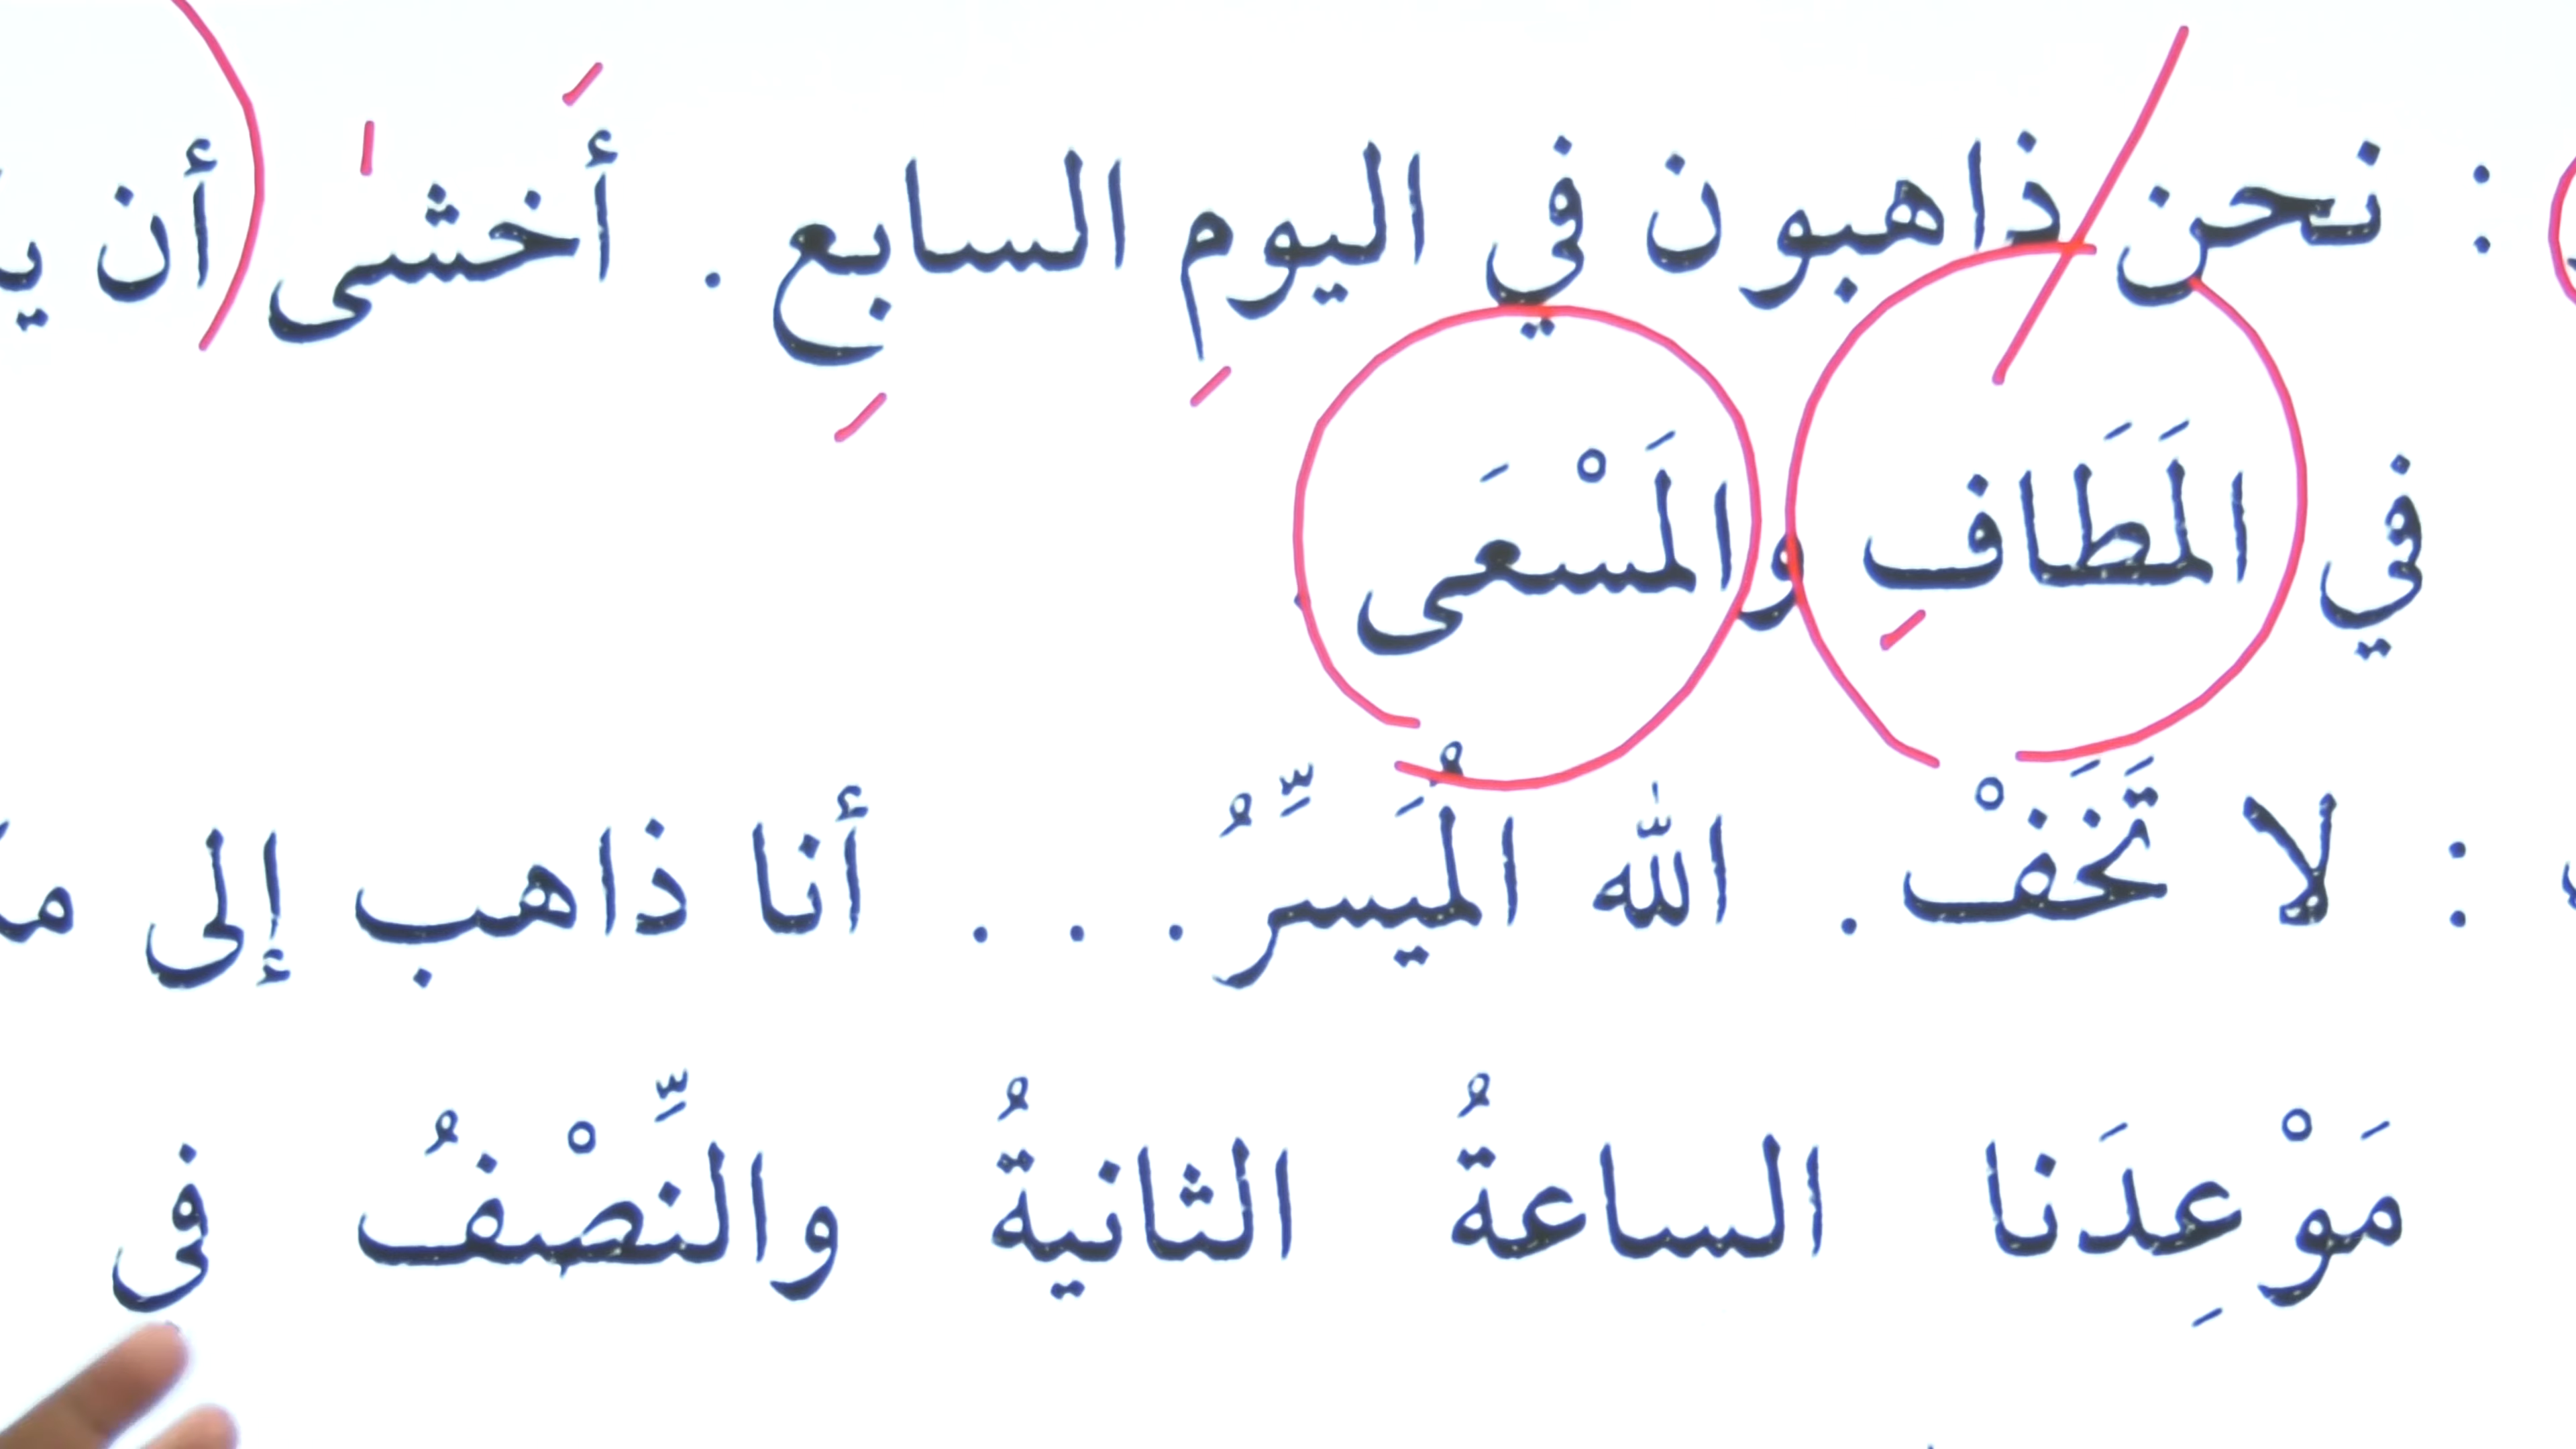 : نحن ذاهبون في اليومِ السابعِ . أَخشى أن
في المَطَافِ والمَسْعَى .
: لا تَخَفْ . الله المُيَسِّرُ . . . أنا ذاهب إلى
مَوْعِدَنا الساعةُ الثانيةُ والنِّصْفُ في